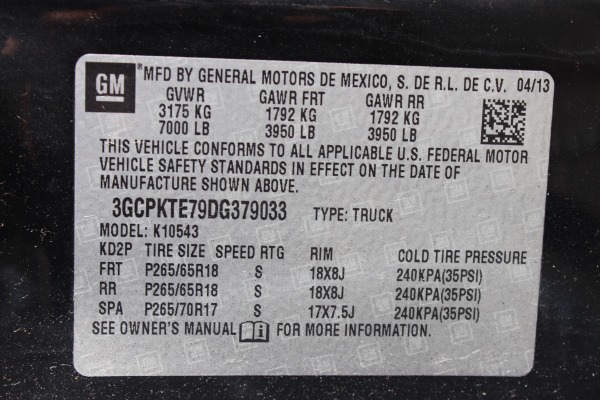 GM
*MFD BY GENERAL MOTORS DE MEXICO, S. DE R.L. DE C.V. 04/13
GVWR GAWR FRT GAWR RR
3175 KG 1792 KG 1792 KG
7000 LB 3950 LB 3950 LB
THIS VEHICLE CONFORMS TO ALL APPLICABLE U.S. FEDERAL MOTOR
VEHICLE SAFETY STANDARDS IN EFFECT ON THE DATE OF
MANUFACTURE SHOWN ABOVE.
3GCPKTE79DG379033 TYPE: TRUCK
MODEL: K10543
KD2P TIRE SIZE SPEED RTG RIM COLD TIRE PRESSURE
FRT P265/65R18 S 18X8J 240KPA(35PSI)
RR P265/65R18 S 18X8J 240KPA(35PSI)
SPA P265/70R17 S 17X7.5J 240KPA(35PSI)
SEE OWNER'S MANUAL FOR MORE INFORMATION.